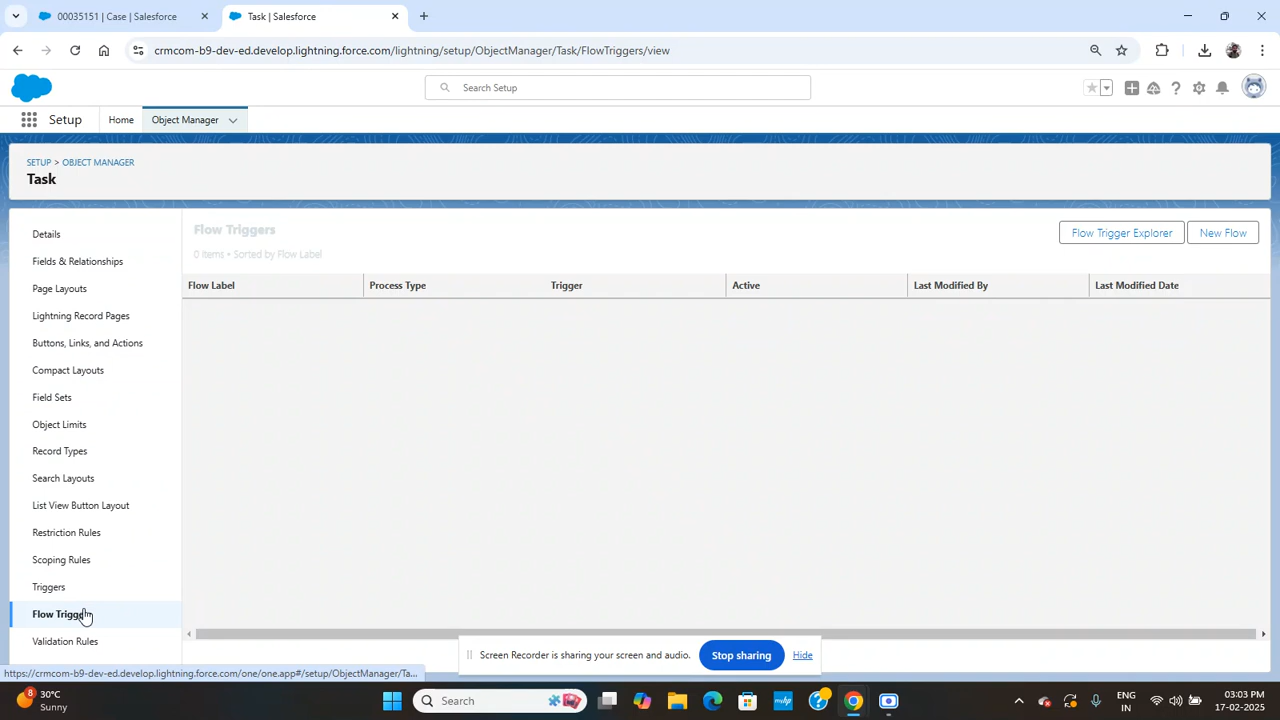 00035151 | Case | Salesforce
Task | Salesforce
crmcom-b9-dev-ed.develop.lightning.force.com/lightning/setup/ObjectManager/Task/FlowTriggers/view
Search Setup
Setup
Home
Object Manager
SETUP > OBJECT MANAGER
Task
Details
Fields & Relationships
Page Layouts
Lightning Record Pages
Buttons, Links, and Actions
Compact Layouts
Field Sets
Object Limits
Record Types
Search Layouts
List View Button Layout
Restriction Rules
Scoping Rules
Triggers
Flow Triggers
Validation Rules
Flow Triggers
0 Items • Sorted by Flow Label
Flow Trigger Explorer
New Flow
Flow Label
Process Type
Trigger
Active
Last Modified By
Last Modified Date
Screen Recorder is sharing your screen and audio.
Stop sharing
Hide
https://crmcom-b9-dev-ed.develop.lightning.force.com/one/one.app#/setup/ObjectManager/Ta...
8
30°C
Sunny
Search
mhp
ENG
IN
03:03 PM
17-02-2025